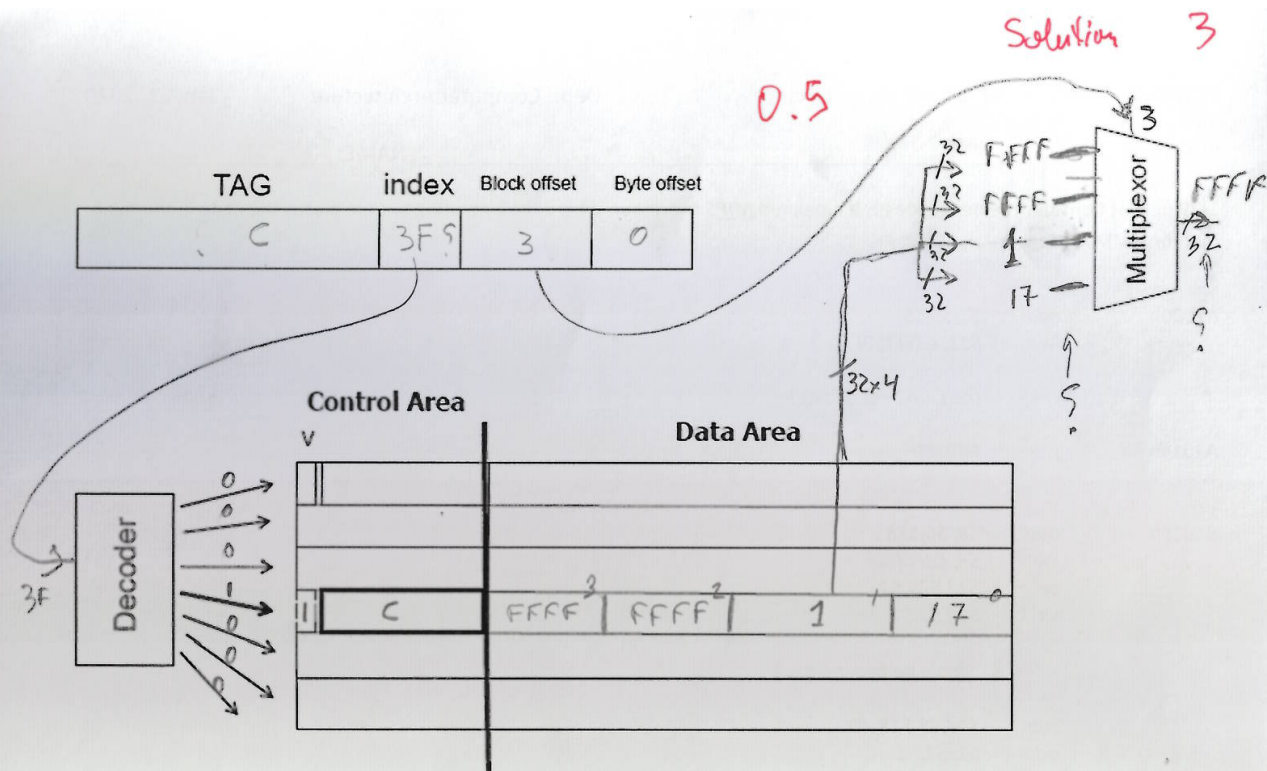 Solution 3
0.5
3
TAG index Block offset Byte offset
C 3F 3 0
32 FFFF
32 FFFF
32 1
32 17
Multiplexor
FFFF
32
?
?
32x4
Control Area
Data Area
V
Decoder
3F
0
0
0
1
0
0
0
1 C FFFF 3 FFFF 2 1 1 17 0